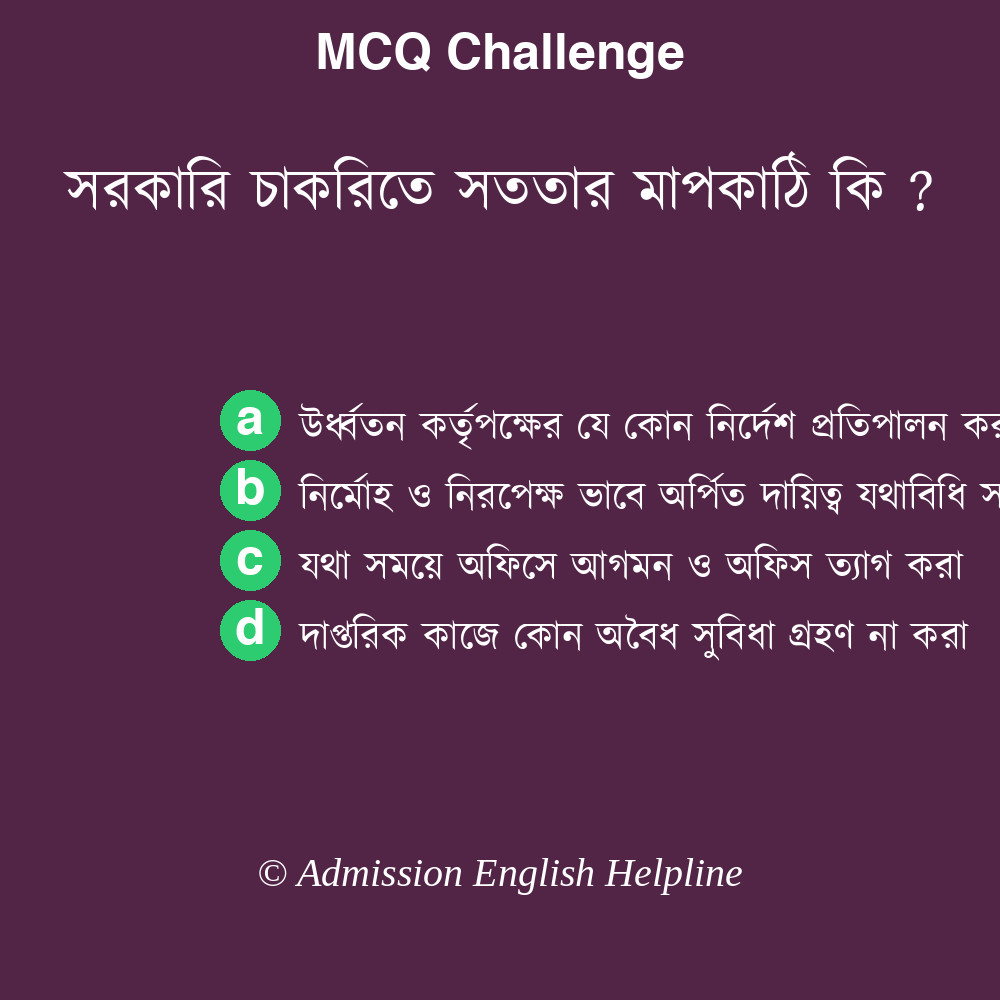 MCQ Challenge
সরকারি চাকরিতে সততার মাপকাঠি কি ?
a উর্ধ্বতন কর্তৃপক্ষের যে কোন নির্দেশ প্রতিপালন
b নির্মোহ ও নিরপেক্ষ ভাবে অর্পিত দায়িত্ব যথাবিধি
c যথা সময়ে অফিসে আগমন ও অফিস ত্যাগ করা
d দাপ্তরিক কাজে কোন অবৈধ সুবিধা গ্রহণ না করা
© Admission English Helpline